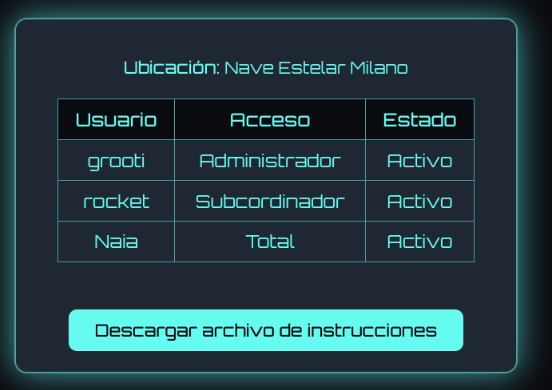 Ubicación: Nave Estelar Milano
Usuario Acceso Estado
grooti Administrador Activo
rocket Subcordinador Activo
Naia Total Activo
Descargar archivo de instrucciones